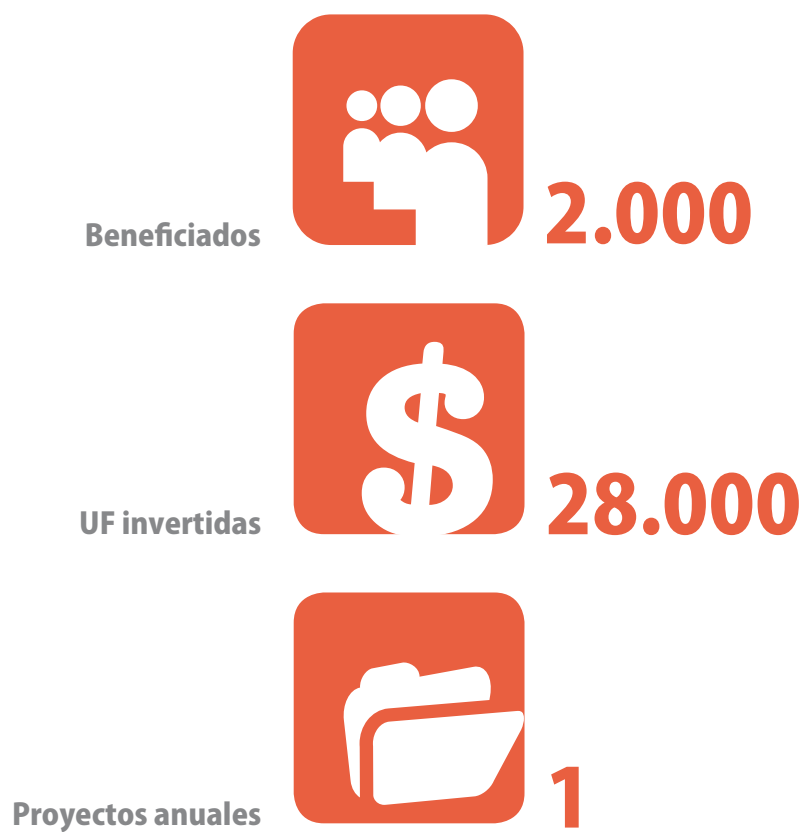 Beneficiados 2.000
UF invertidas 28.000
Proyectos anuales 1